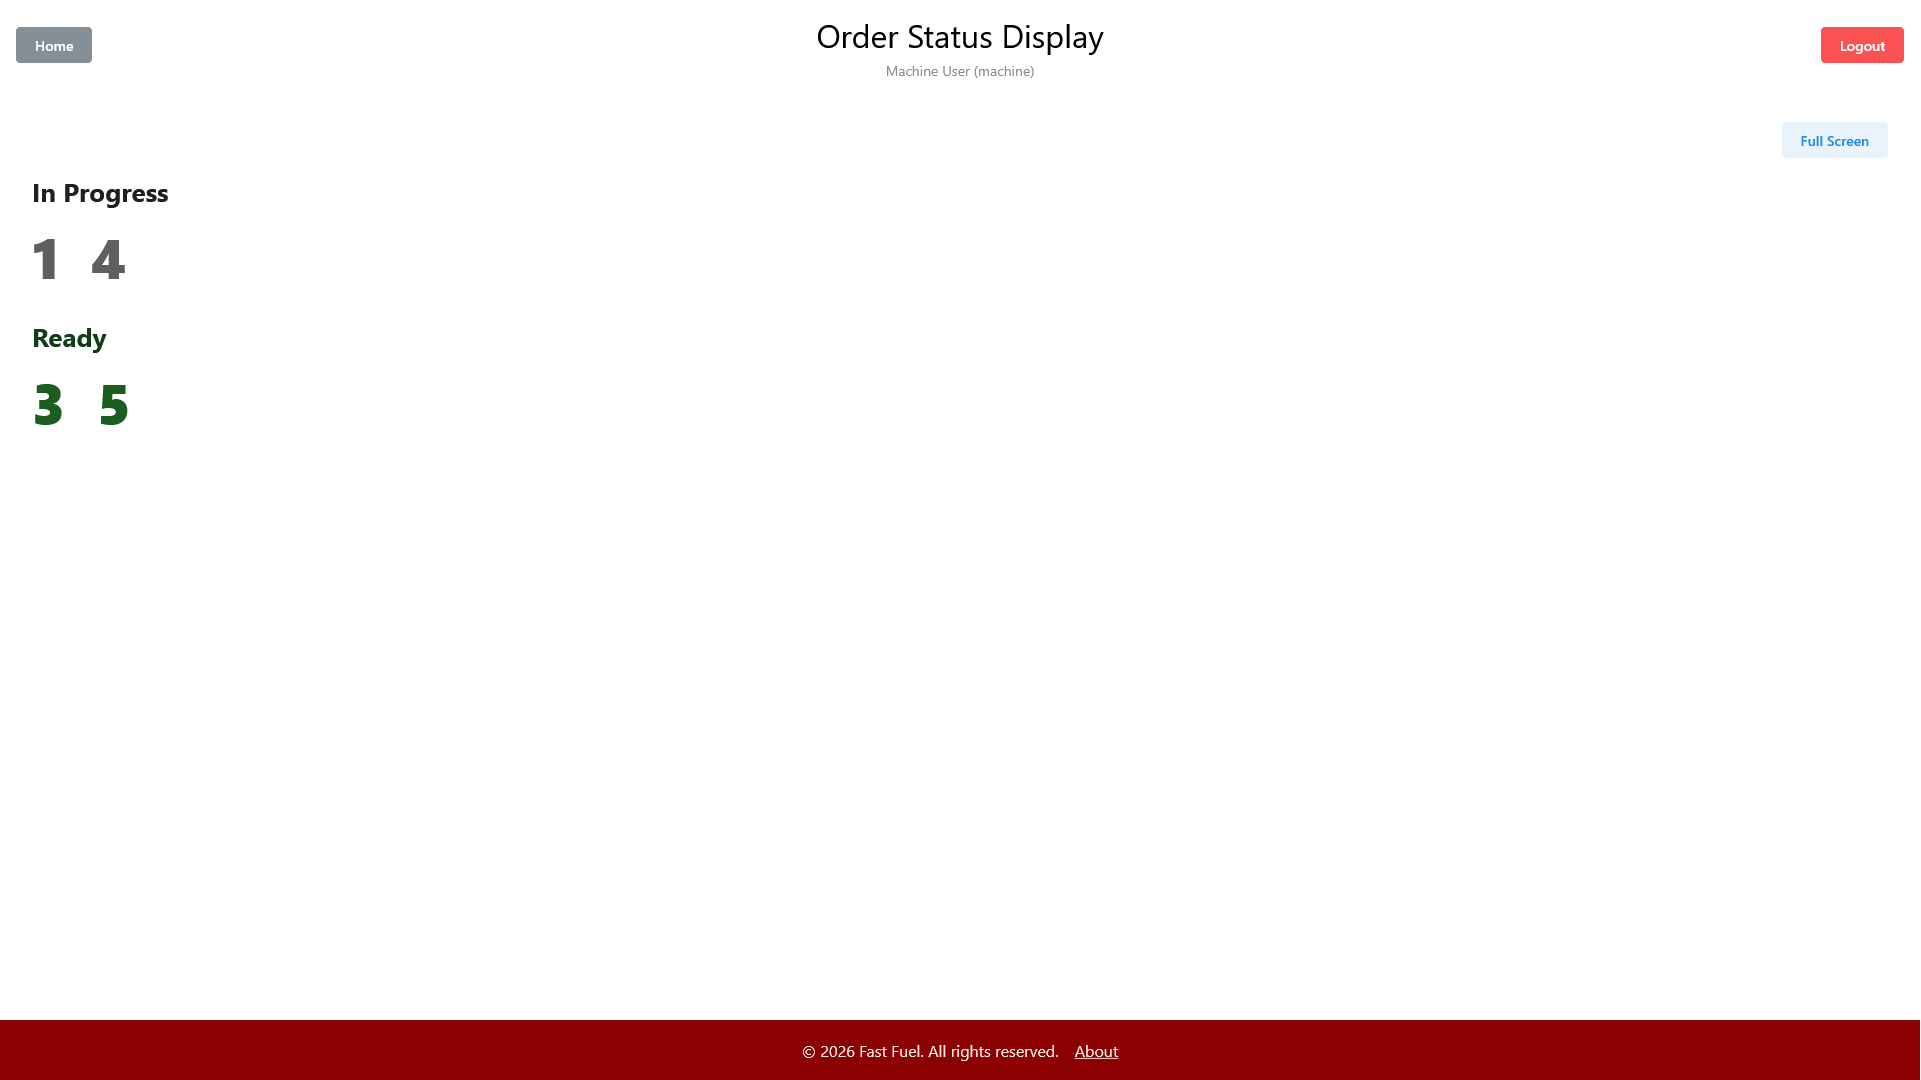 Home
Order Status Display
Machine User (machine)
Logout
Full Screen
In Progress
1 4
Ready
3 5
© 2026 Fast Fuel. All rights reserved. About